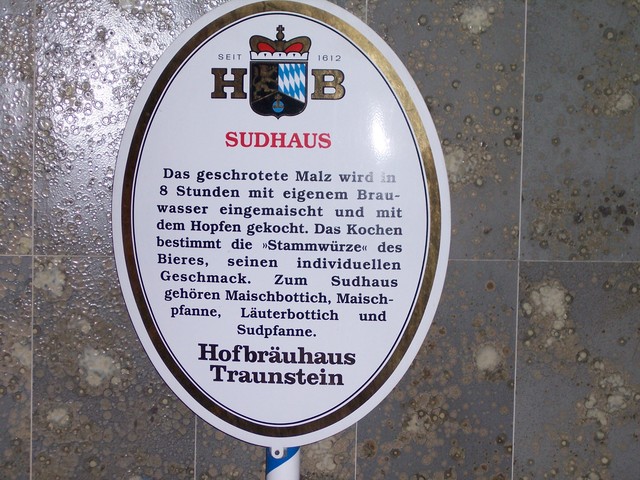 SEIT 1612
H B
SUDHAUS
Das geschrotete Malz wird in
8 Stunden mit eigenem Brau-
wasser eingemaischt und mit
dem Hopfen gekocht. Das Kochen
bestimmt die »Stammwürze« des
Bieres, seinen individuellen
Geschmack. Zum Sudhaus
gehören Maischbottich, Maisch-
pfanne, Läuterbottich und
Sudpfanne.
Hofbräuhaus
Traunstein